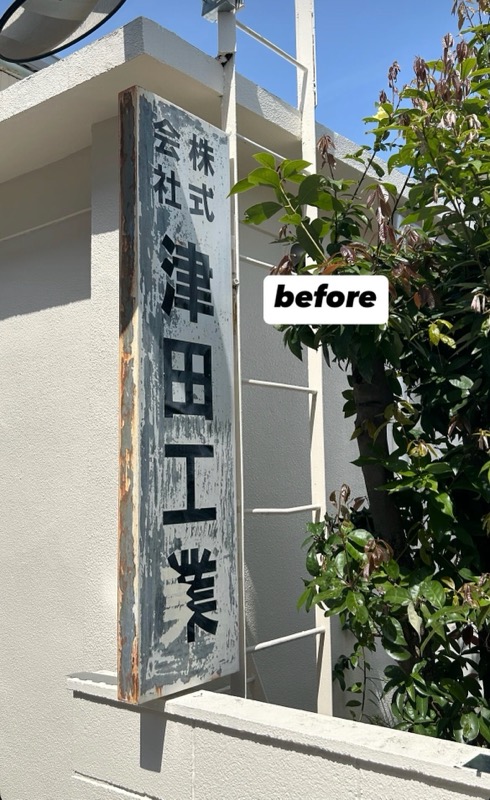 株式
会社
津田工業
before